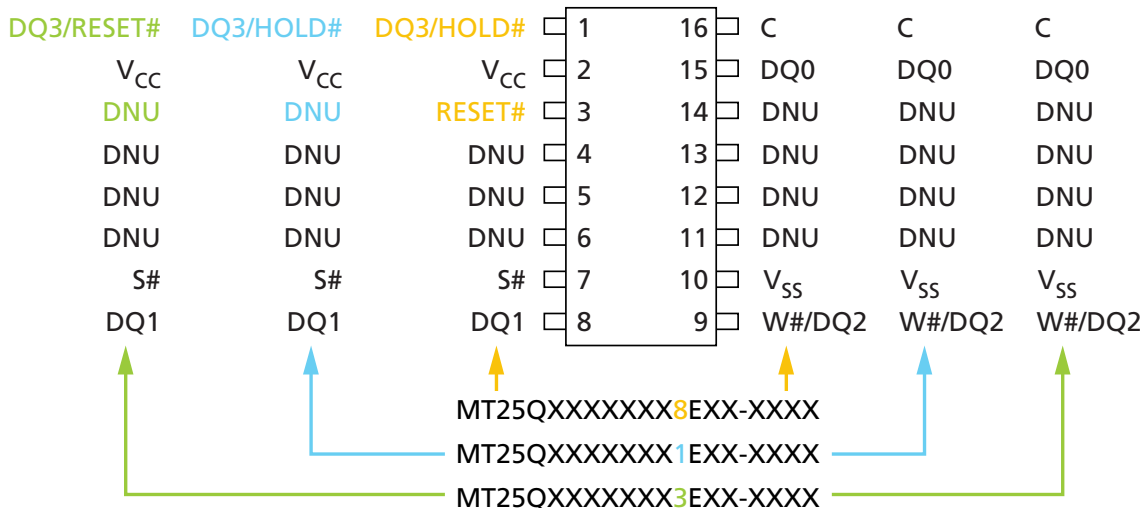 DQ3/RESET# DQ3/HOLD# DQ3/HOLD# 1 16 C C C
VCC VCC VCC 2 15 DQ0 DQ0 DQ0
DNU DNU RESET# 3 14 DNU DNU DNU
DNU DNU DNU 4 13 DNU DNU DNU
DNU DNU DNU 5 12 DNU DNU DNU
DNU DNU DNU 6 11 DNU DNU DNU
S# S# S# 7 10 VSS VSS VSS
DQ1 DQ1 DQ1 8 9 W#/DQ2 W#/DQ2 W#/DQ2
MT25QXXXXXXX8EXX-XXXX
MT25QXXXXXXX1EXX-XXXX
MT25QXXXXXXX3EXX-XXXX